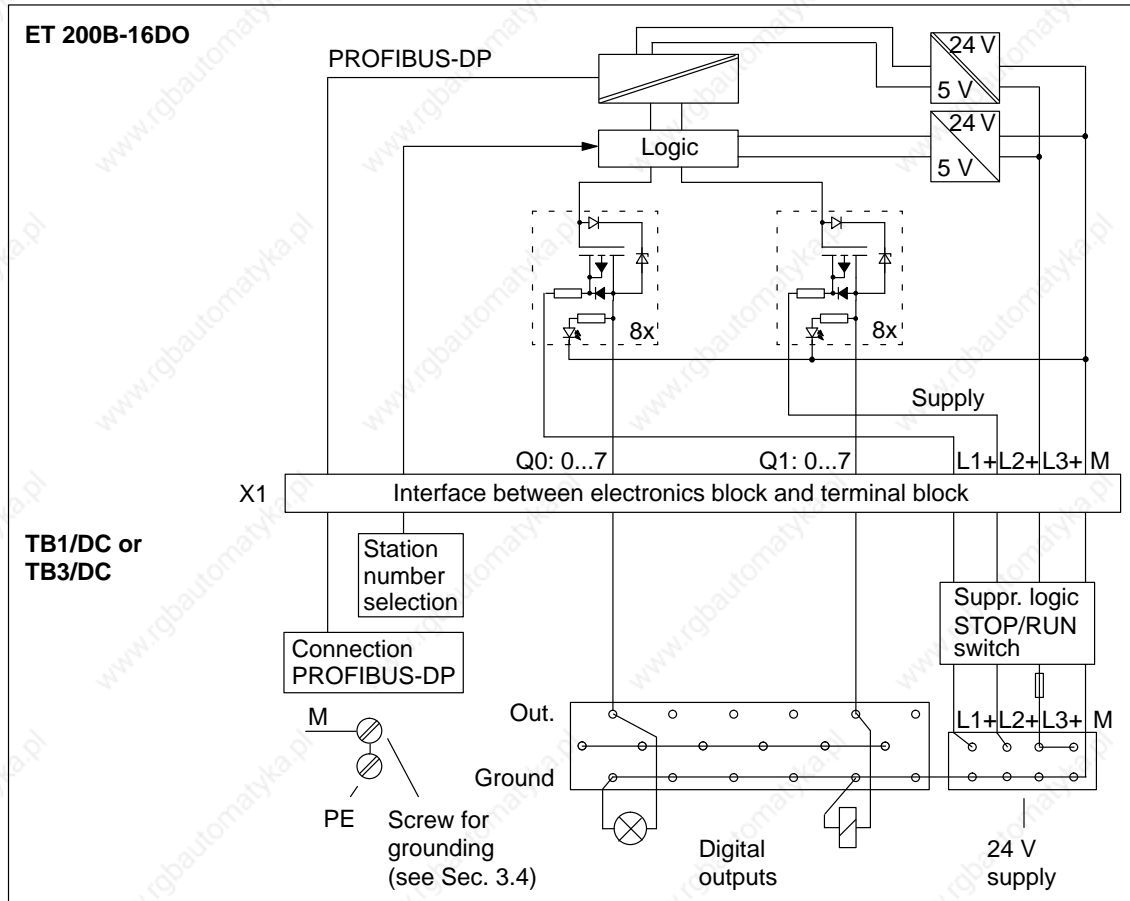 ET 200B-16DO
PROFIBUS-DP
24 V
5 V
24 V
5 V
Logic
8x
8x
Supply
Q0: 0...7
Q1: 0...7
L1+ L2+ L3+ M
X1
Interface between electronics block and terminal block
TB1/DC or
TB3/DC
Station
number
selection
Suppr. logic
STOP/RUN
switch
Connection
PROFIBUS-DP
M
Out.
L1+ L2+ L3+ M
Ground
PE
Screw for
grounding
(see Sec. 3.4)
Digital
outputs
24 V
supply
www.rgbautomatyka.pl